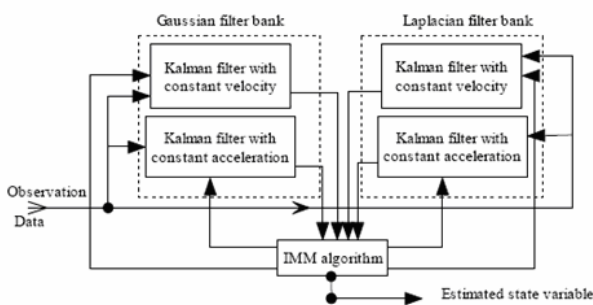 Gaussian filter bank
Laplacian filter bank
Kalman filter with
constant velocity
Kalman filter with
constant velocity
Kalman filter with
constant acceleration
Kalman filter with
constant acceleration
Observation
Data
IMM algorithm
Estimated state variable